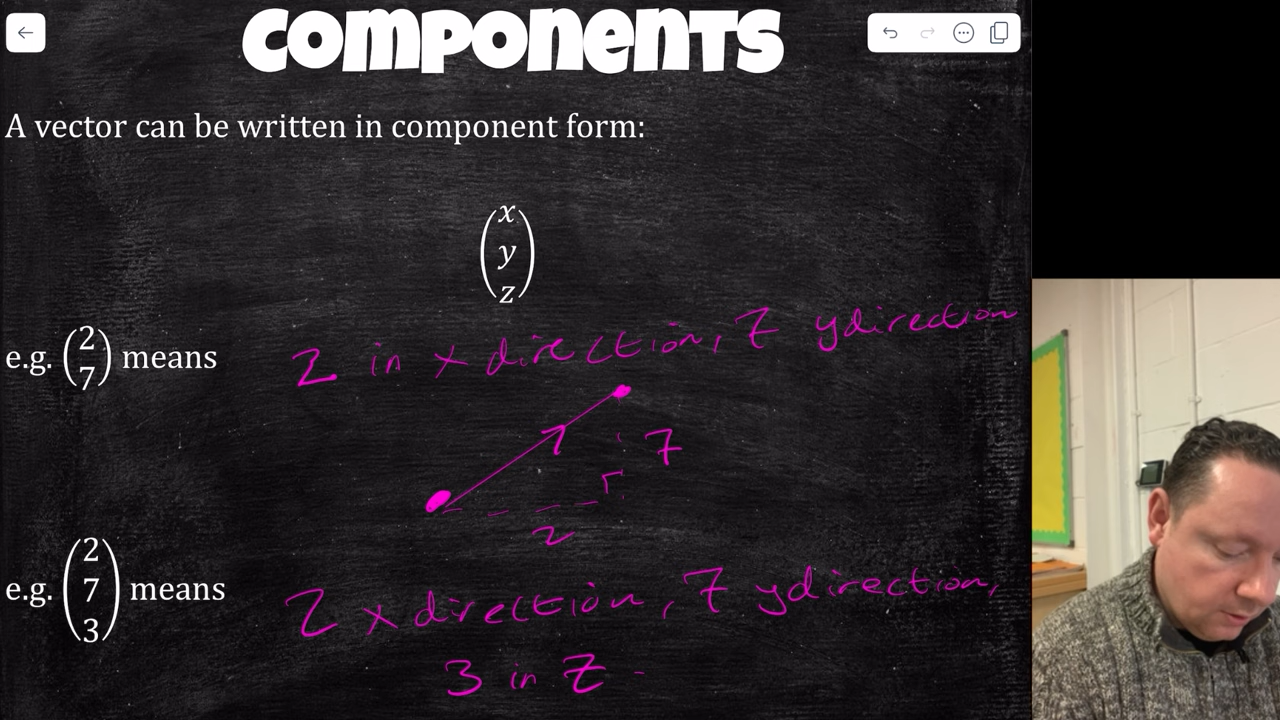 COMPONENTS
A vector can be written in component form:
x
y
z
e.g. (2 7) means 2 in x direction, 7 y direction
7
2
e.g. (2 7 3) means 2 x direction, 7 y direction,
3 in z -